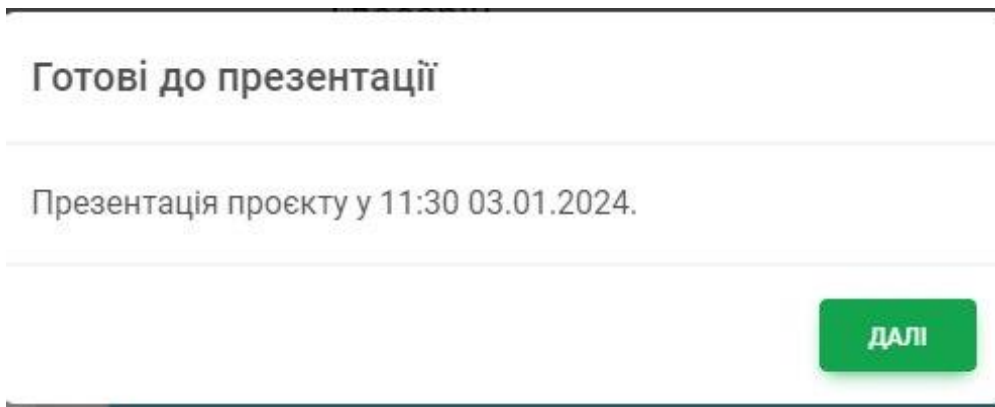 Готові до презентації
Презентація проєкту у 11:30 03.01.2024.
ДАЛІ